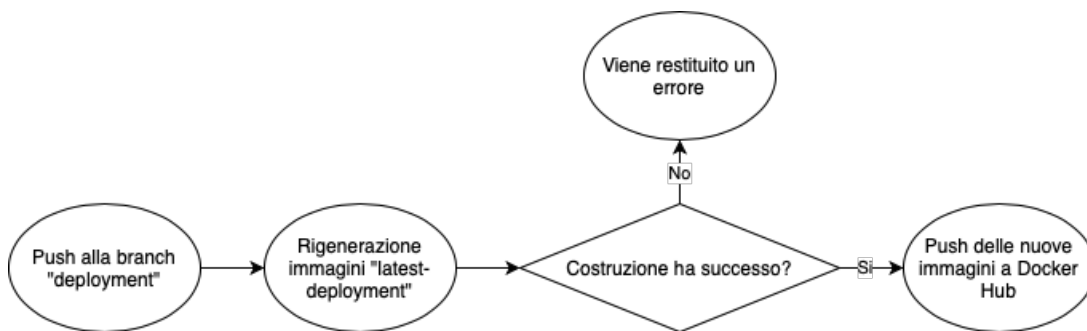 Push alla branch
"deployment"
Rigenerazione
immagini "latest-
deployment"
Costruzione ha successo?
No
Viene restituito un
errore
Si
Push delle nuove
immagini a Docker
Hub